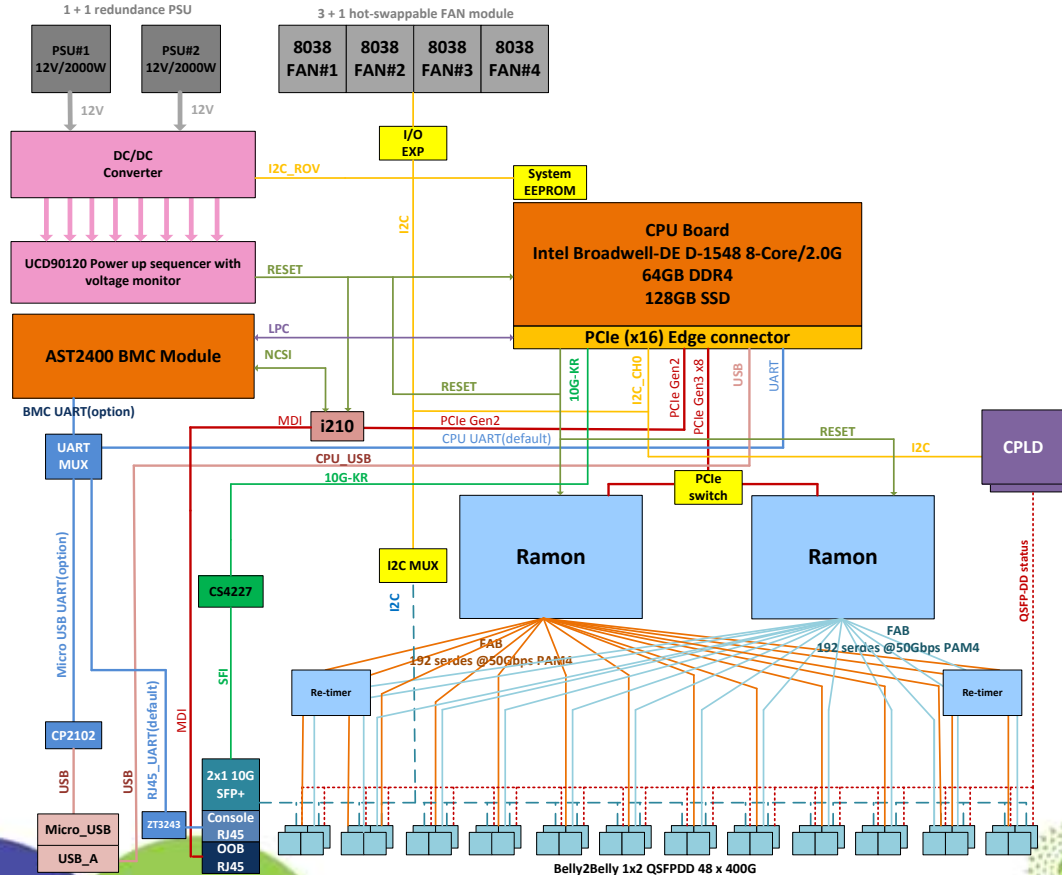 1 + 1 redundance PSU
3 + 1 hot-swappable FAN module
PSU#1
12V/2000W
PSU#2
12V/2000W
8038
FAN#1
8038
FAN#2
8038
FAN#3
8038
FAN#4
12V
12V
I/O
EXP
DC/DC
Converter
I2C_ROV
System
EEPROM
I2C
CPU Board
Intel Broadwell-DE D-1548 8-Core/2.0G
64GB DDR4
128GB SSD
UCD90120 Power up sequencer with
voltage monitor
RESET
LPC
PCIe (x16) Edge connector
AST2400 BMC Module
NCSI
RESET
10G-KR
I2C_CH0
PCIe Gen2
PCIe Gen3 x8
USB
UART
BMC UART(option)
MDI
i210
PCIe Gen2
CPU UART(default)
RESET
I2C
CPLD
UART
MUX
CPU_USB
10G-KR
PCIe
switch
Ramon
Ramon
I2C MUX
I2C
CS4227
QSFP-DD status
Micro USB UART(option)
FAB
192 serdes @50Gbps PAM4
FAB
192 serdes @50Gbps PAM4
SFI
MDI
RJ45_UART(default)
Re-timer
Re-timer
CP2102
USB
USB
2x1 10G
SFP+
Console
RJ45
OOB
RJ45
ZT3243
Micro_USB
USB_A
Belly2Belly 1x2 QSFPDD 48 x 400G